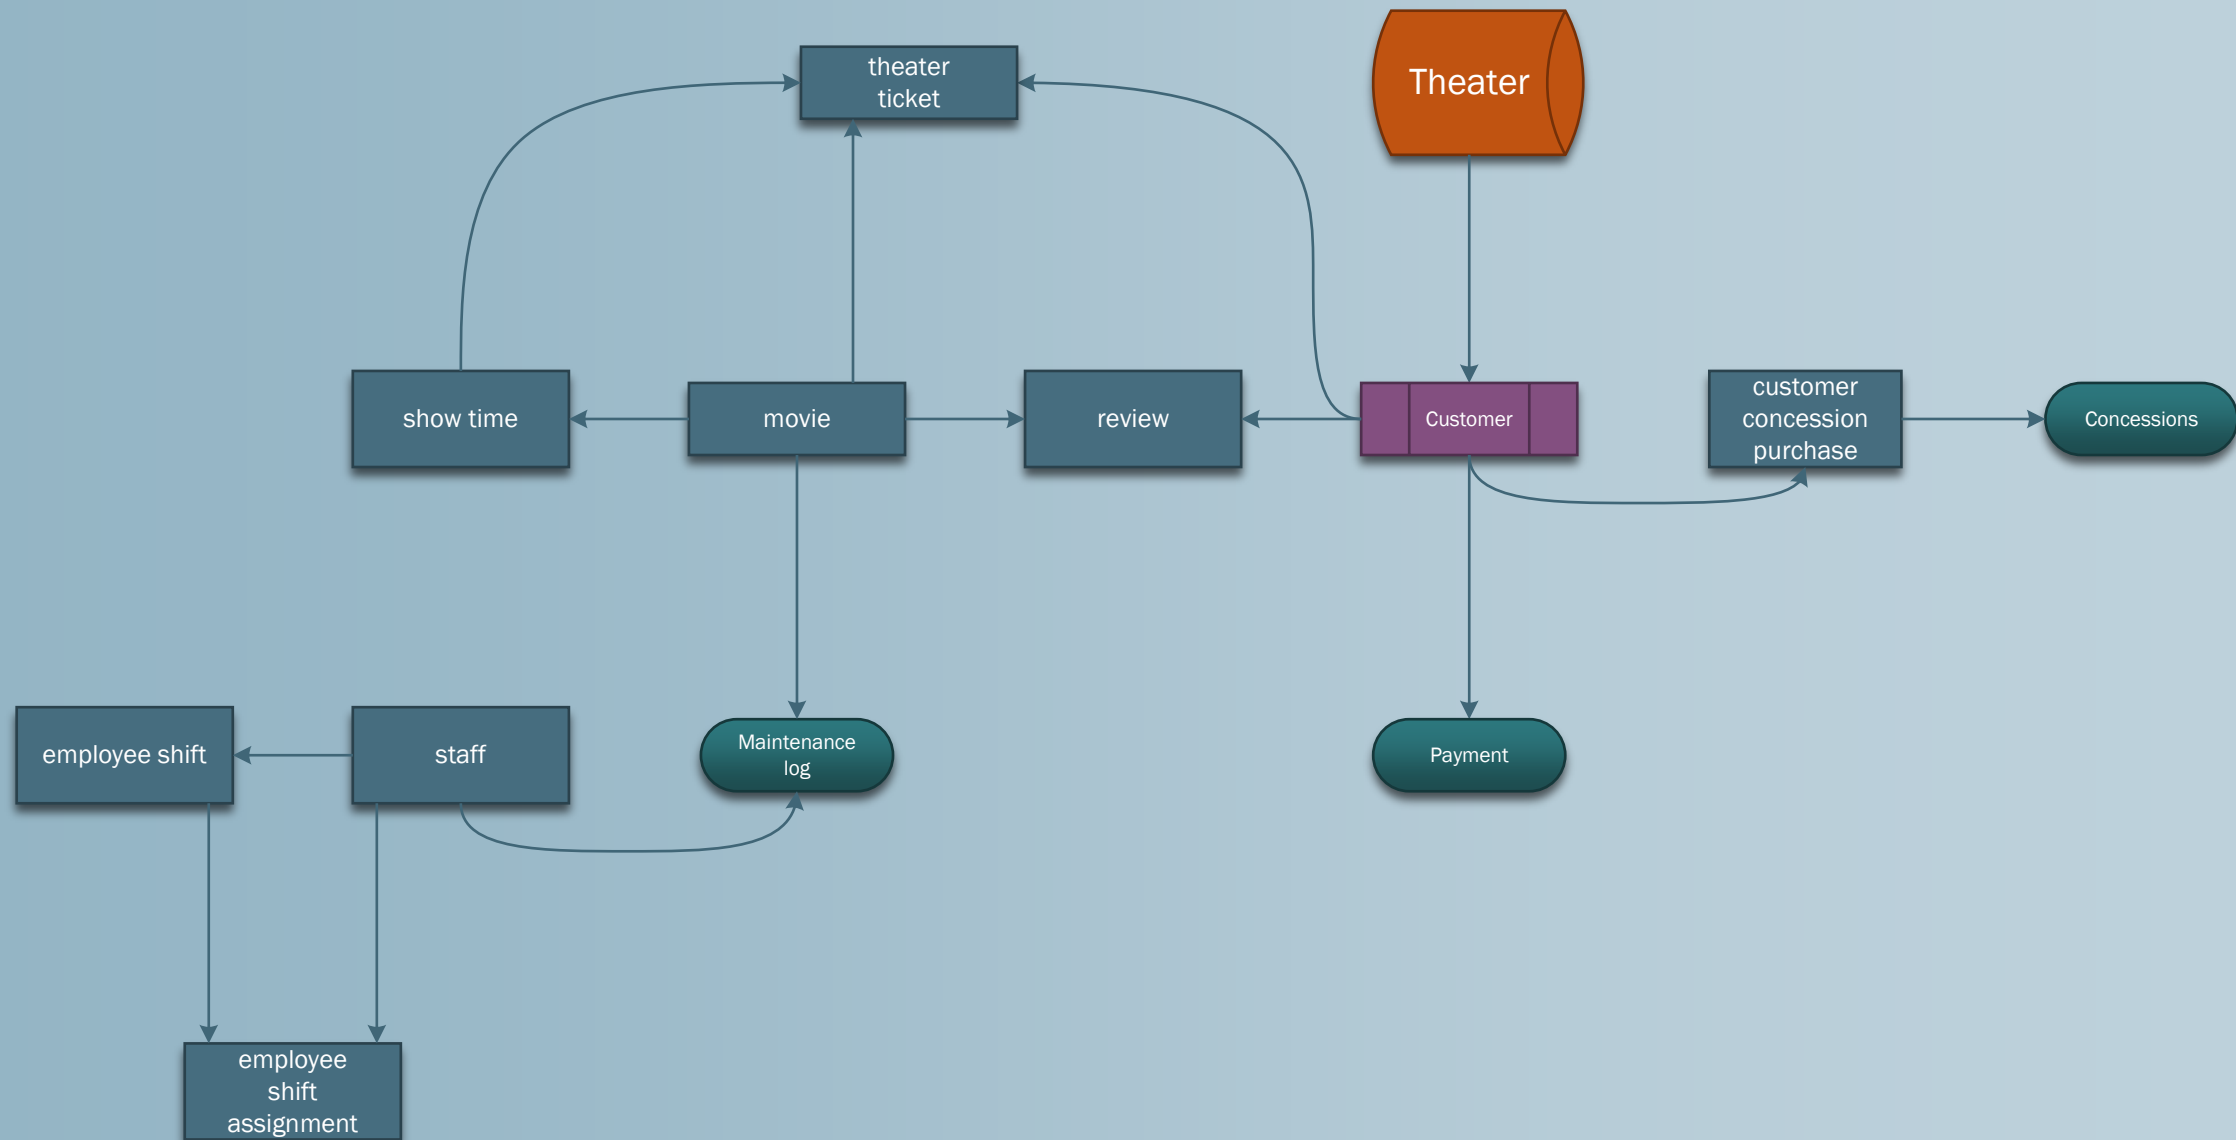 theater
ticket
Theater
show time
movie
review
Customer
customer
concession
purchase
Concessions
employee shift
staff
Maintenance
log
Payment
employee
shift
assignment